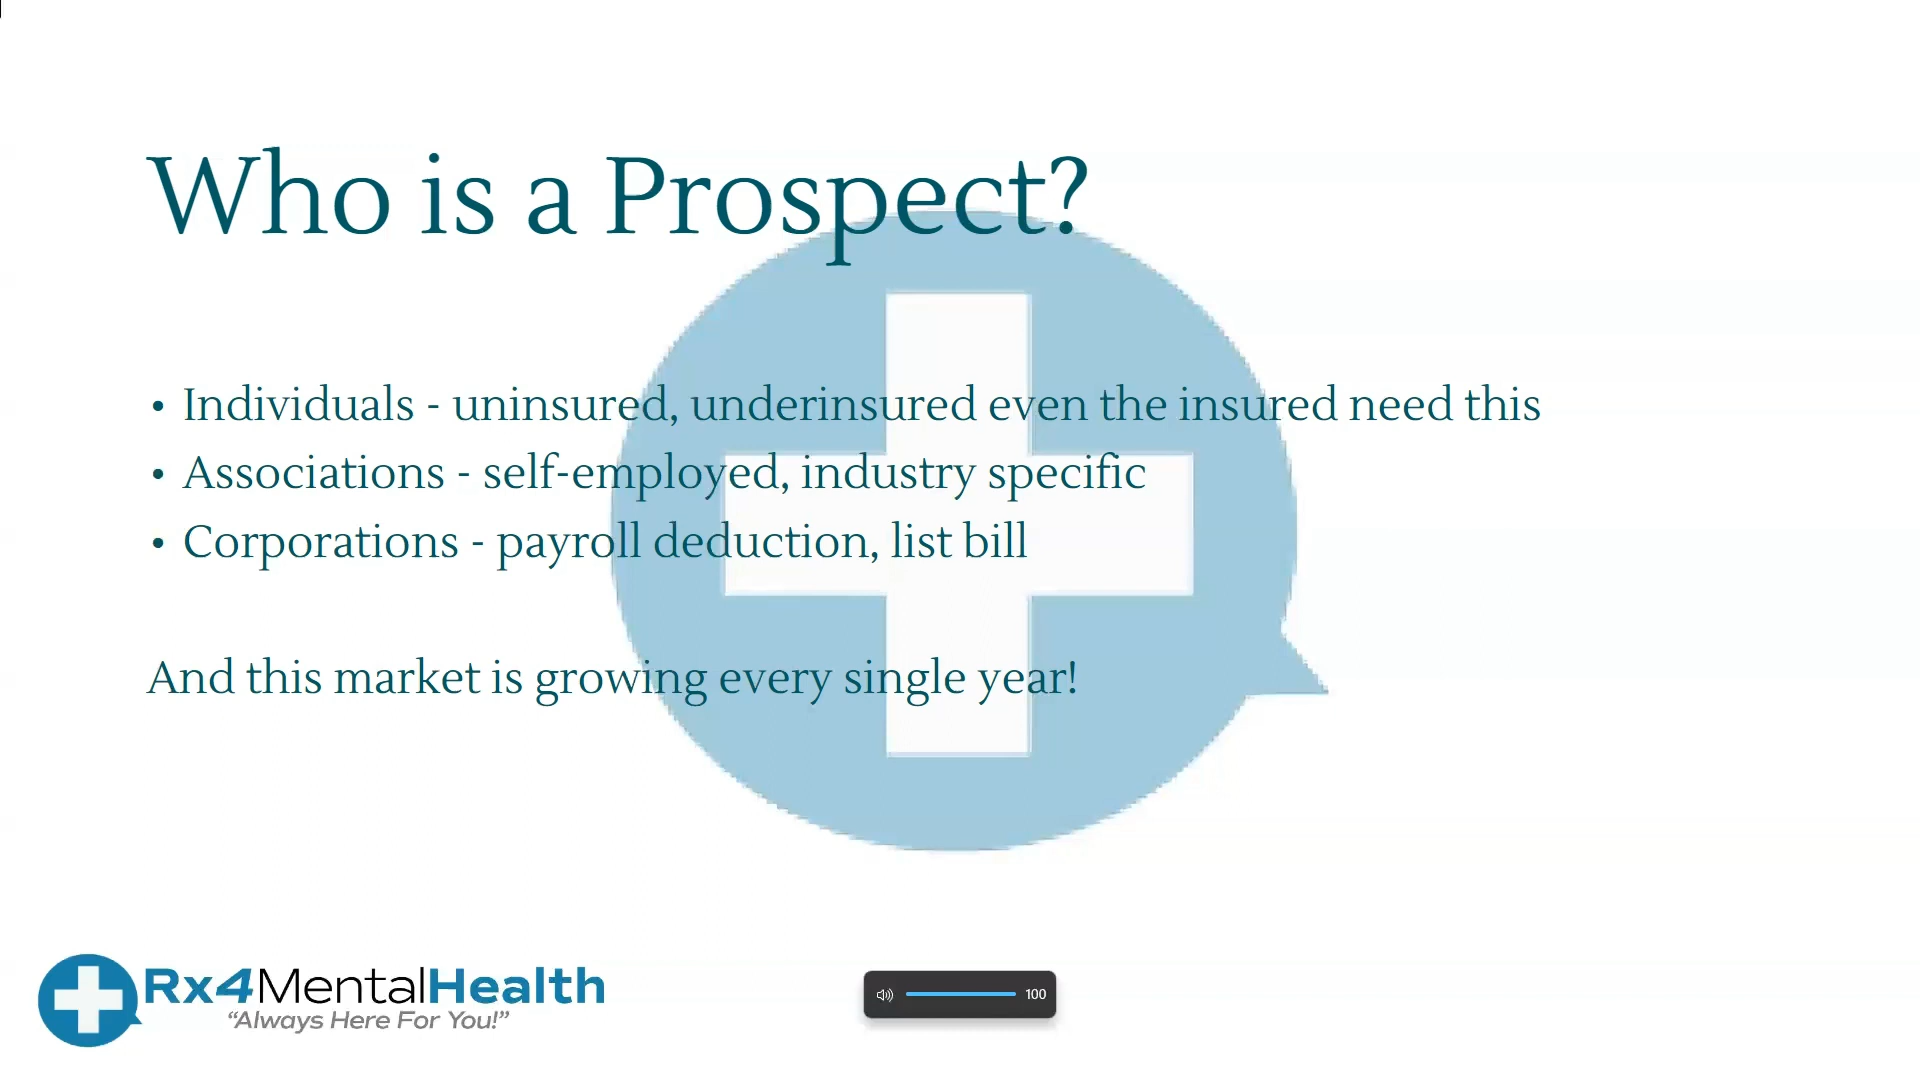 Who is a Prospect?
• Individuals - uninsured, underinsured even the insured need this
• Associations - self-employed, industry specific
• Corporations - payroll deduction, list bill
And this market is growing every single year!
Rx4MentalHealth
“Always Here For You!”
100